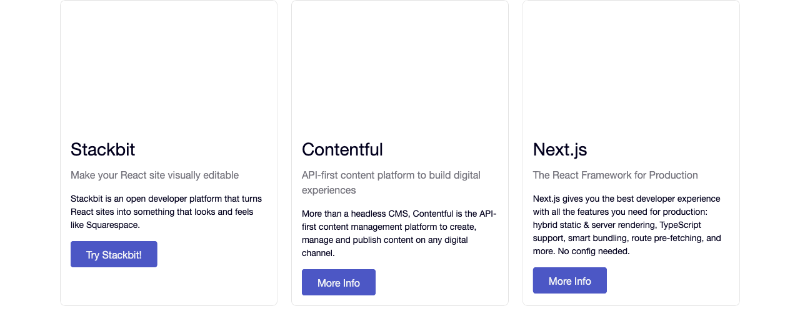 Stackbit
Make your React site visually editable
Stackbit is an open developer platform that turns
React sites into something that looks and feels
like Squarespace.
Try Stackbit!
Contentful
API-first content platform to build digital
experiences
More than a headless CMS, Contentful is the API-
first content management platform to create,
manage and publish content on any digital
channel.
More Info
Next.js
The React Framework for Production
Next.js gives you the best developer experience
with all the features you need for production:
hybrid static & server rendering, TypeScript
support, smart bundling, route pre-fetching, and
more. No config needed.
More Info